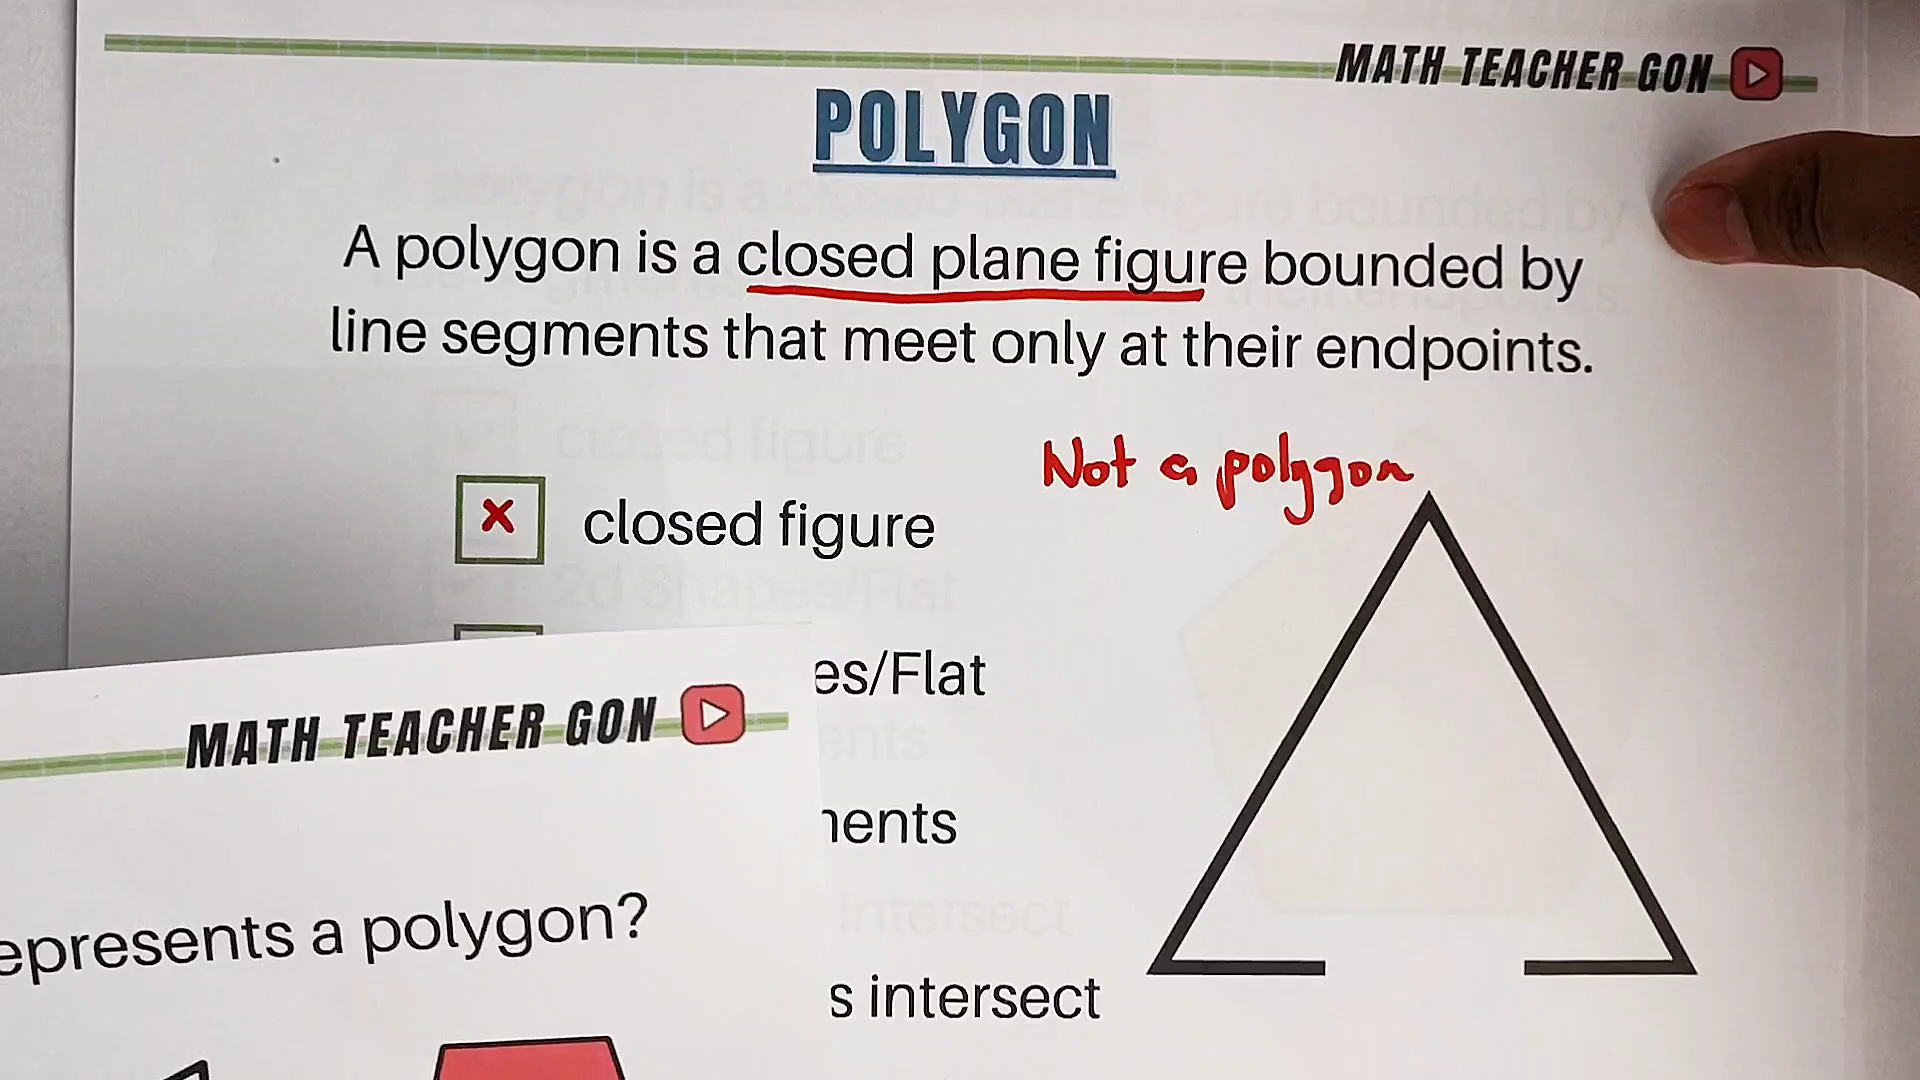 MATH TEACHER GON
POLYGON
A polygon is a closed plane figure bounded by
line segments that meet only at their endpoints.
Not a polygon
closed figure
es/Flat
MATH TEACHER GON
ents
epresents a polygon?
s intersect